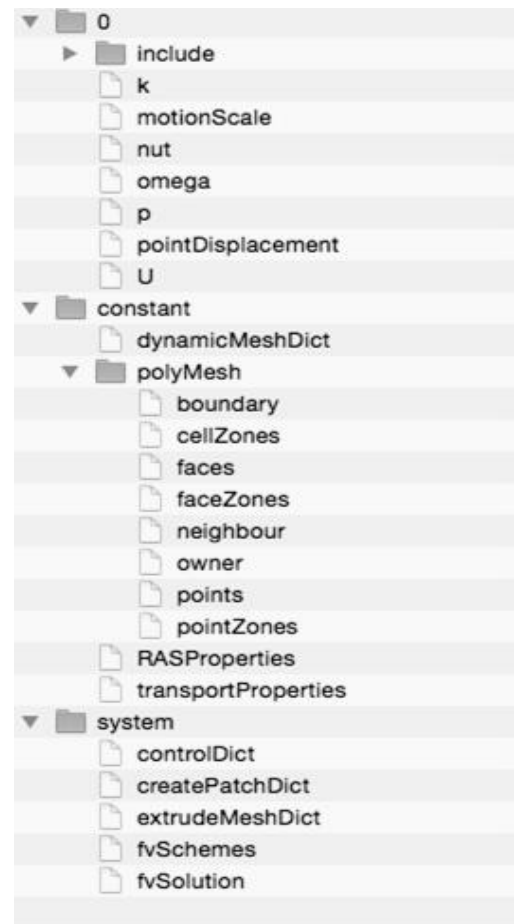 0
include
k
motionScale
nut
omega
p
pointDisplacement
U
constant
dynamicMeshDict
polyMesh
boundary
cellZones
faces
faceZones
neighbour
owner
points
pointZones
RASProperties
transportProperties
system
controlDict
createPatchDict
extrudeMeshDict
fvSchemes
fvSolution